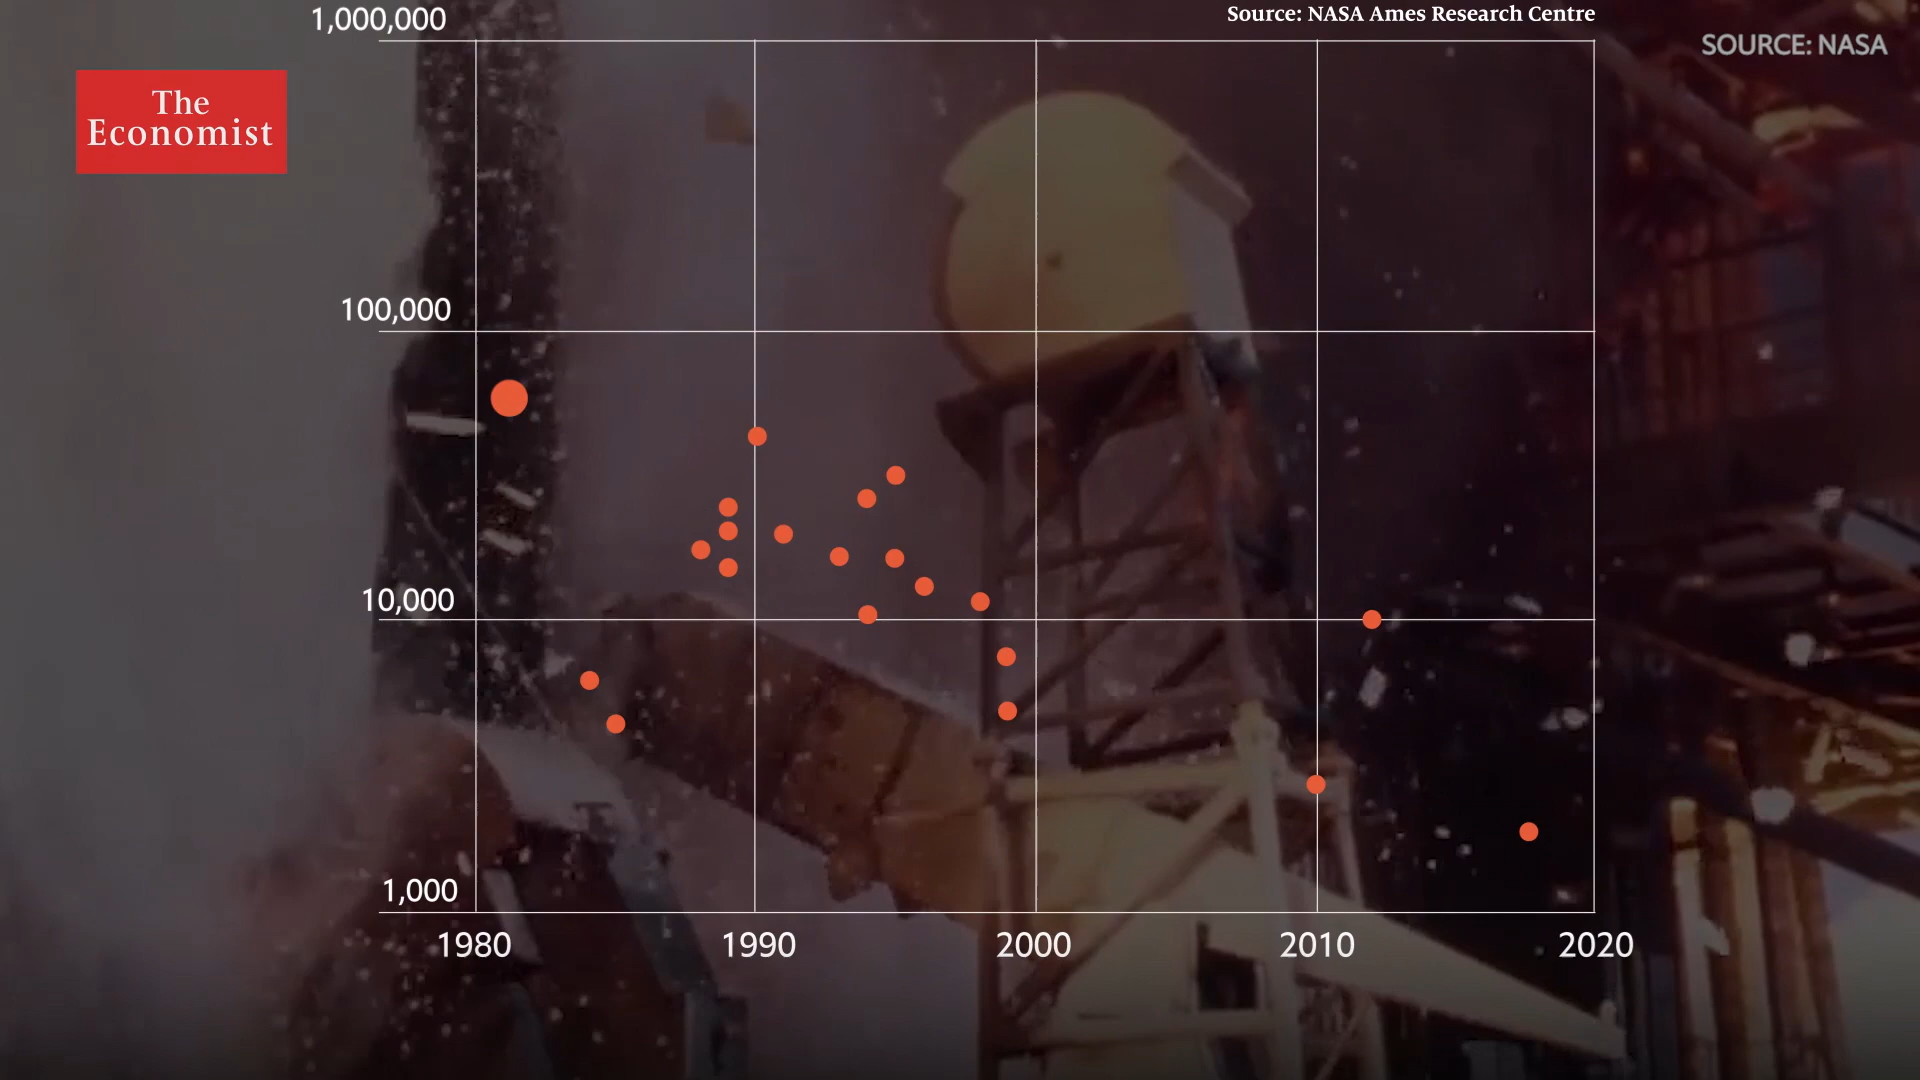 1,000,000
Source: NASA Ames Research Centre
SOURCE: NASA
The
Economist
100,000
10,000
1,000
1980
1990
2000
2010
2020